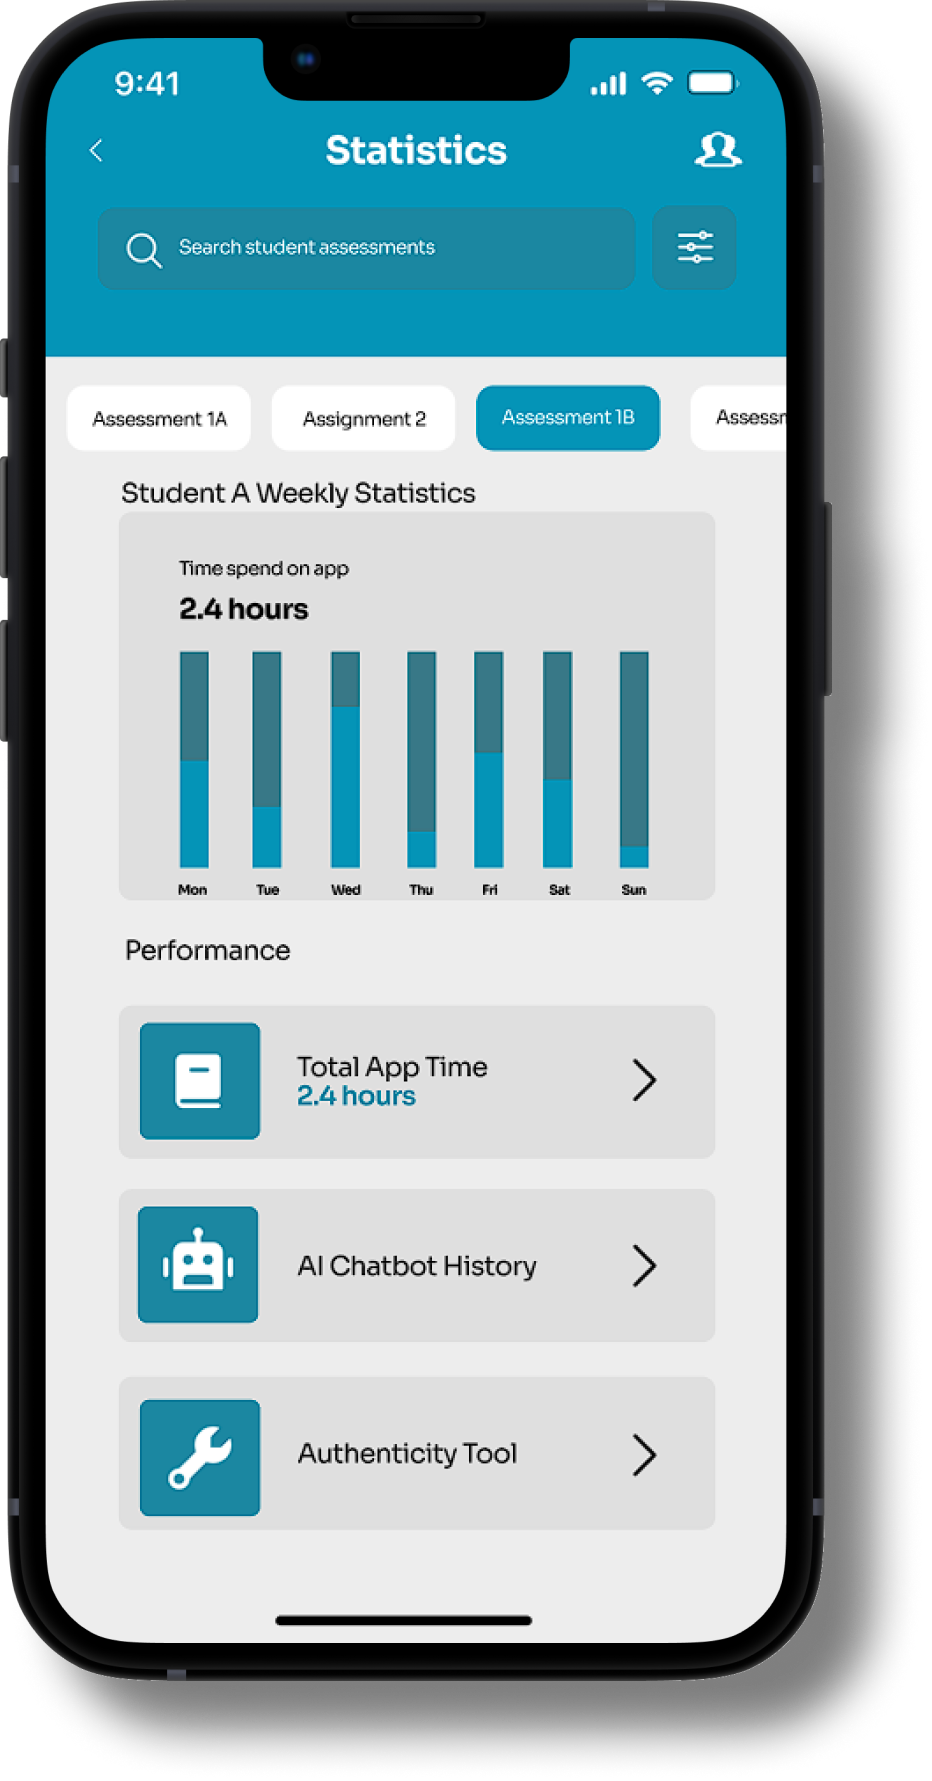 9:41
Statistics
Search student assessments
Assessment 1A Assignment 2 Assessment 1B Assessn
Student A Weekly Statistics
Time spend on app
2.4 hours
Mon Tue Wed Thu Fri Sat Sun
Performance
Total App Time
2.4 hours
AI Chatbot History
Authenticity Tool